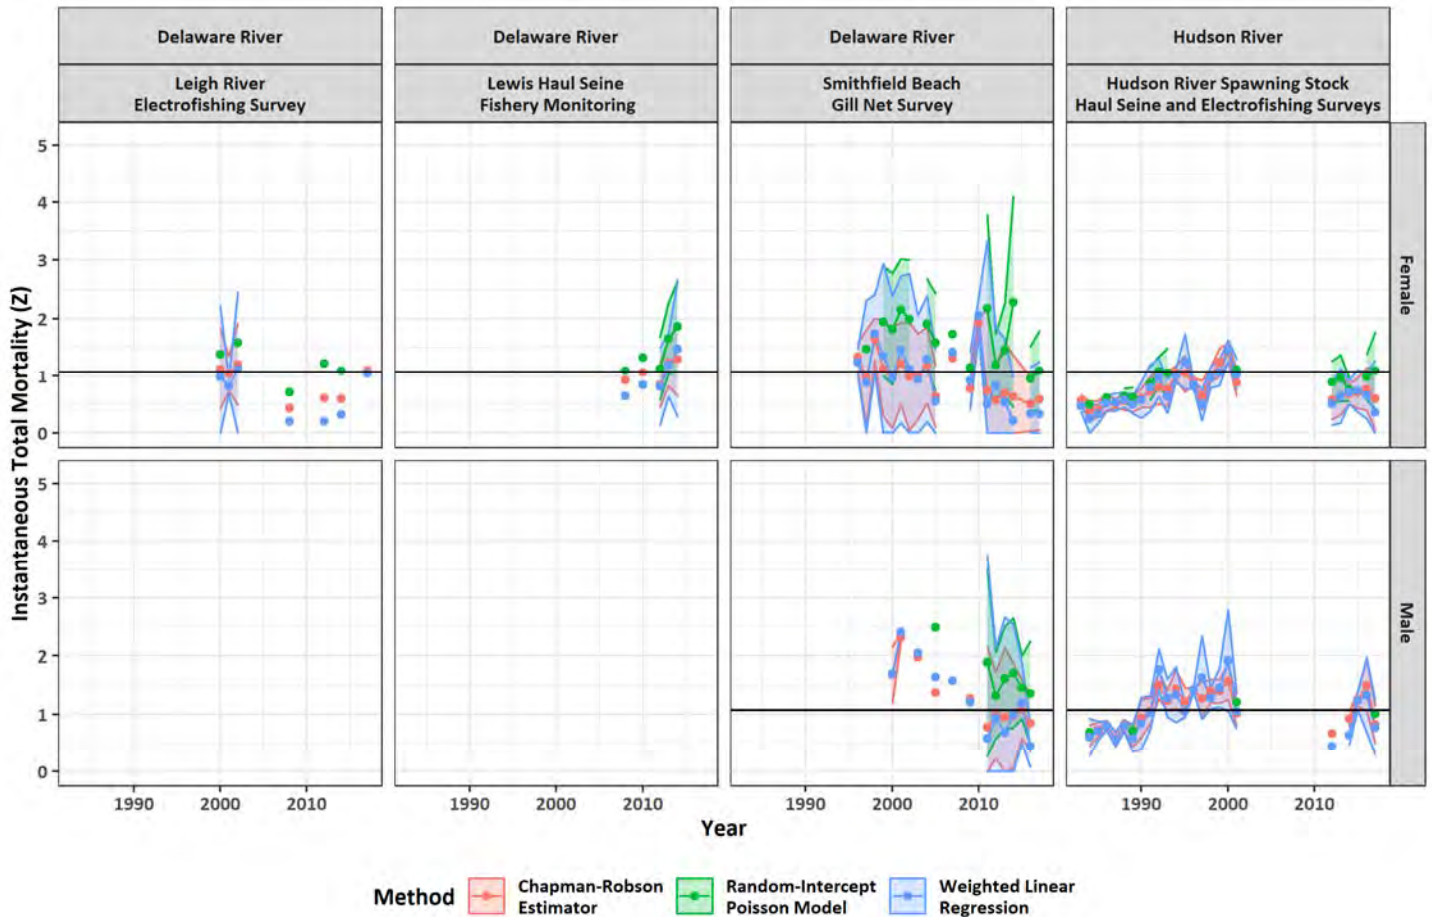 Delaware River
Delaware River
Delaware River
Hudson River
Leigh River
Electrofishing Survey
Lewis Haul Seine
Fishery Monitoring
Smithfield Beach
Gill Net Survey
Hudson River Spawning Stock
Haul Seine and Electrofishing Surveys
Instantaneous Total Mortality (Z)
5
4
3
2
1
0
Female
5
4
3
2
1
0
Male
1990 2000 2010
1990 2000 2010
1990 2000 2010
1990 2000 2010
Year
Method
Chapman-Robson
Estimator
Random-Intercept
Poisson Model
Weighted Linear
Regression